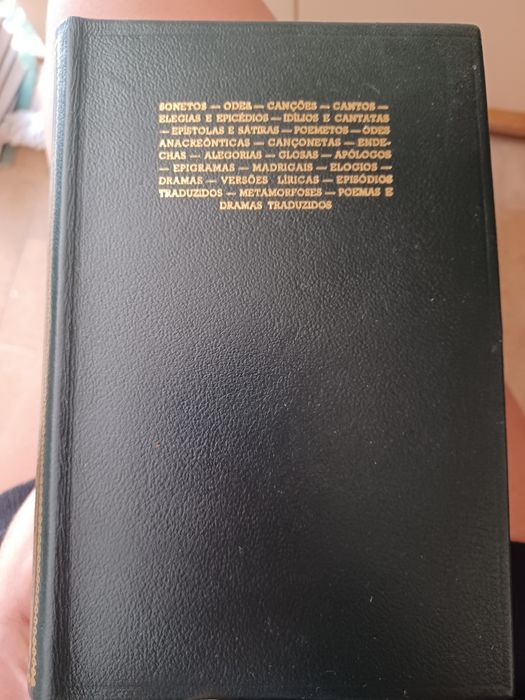 SONETOS — ODES — CANÇÕES — CANTOS —
ELEGIAS E EPICÉDIOS — IDÍLIOS E CANTATAS
— EPÍSTOLAS E SÁTIRAS — POEMETOS — ODES
ANACREÔNTICAS — CANÇONETAS — ENDE-
CHAS — ALEGORIAS — GLOSAS — APÓLOGOS
— EPIGRAMAS — MADRIGAIS — ELOGIOS —
DRAMAS — VERSÕES LÍRICAS — EPISÓDIOS
TRADUZIDOS — METAMORFOSES — POEMAS E
DRAMAS TRADUZIDOS